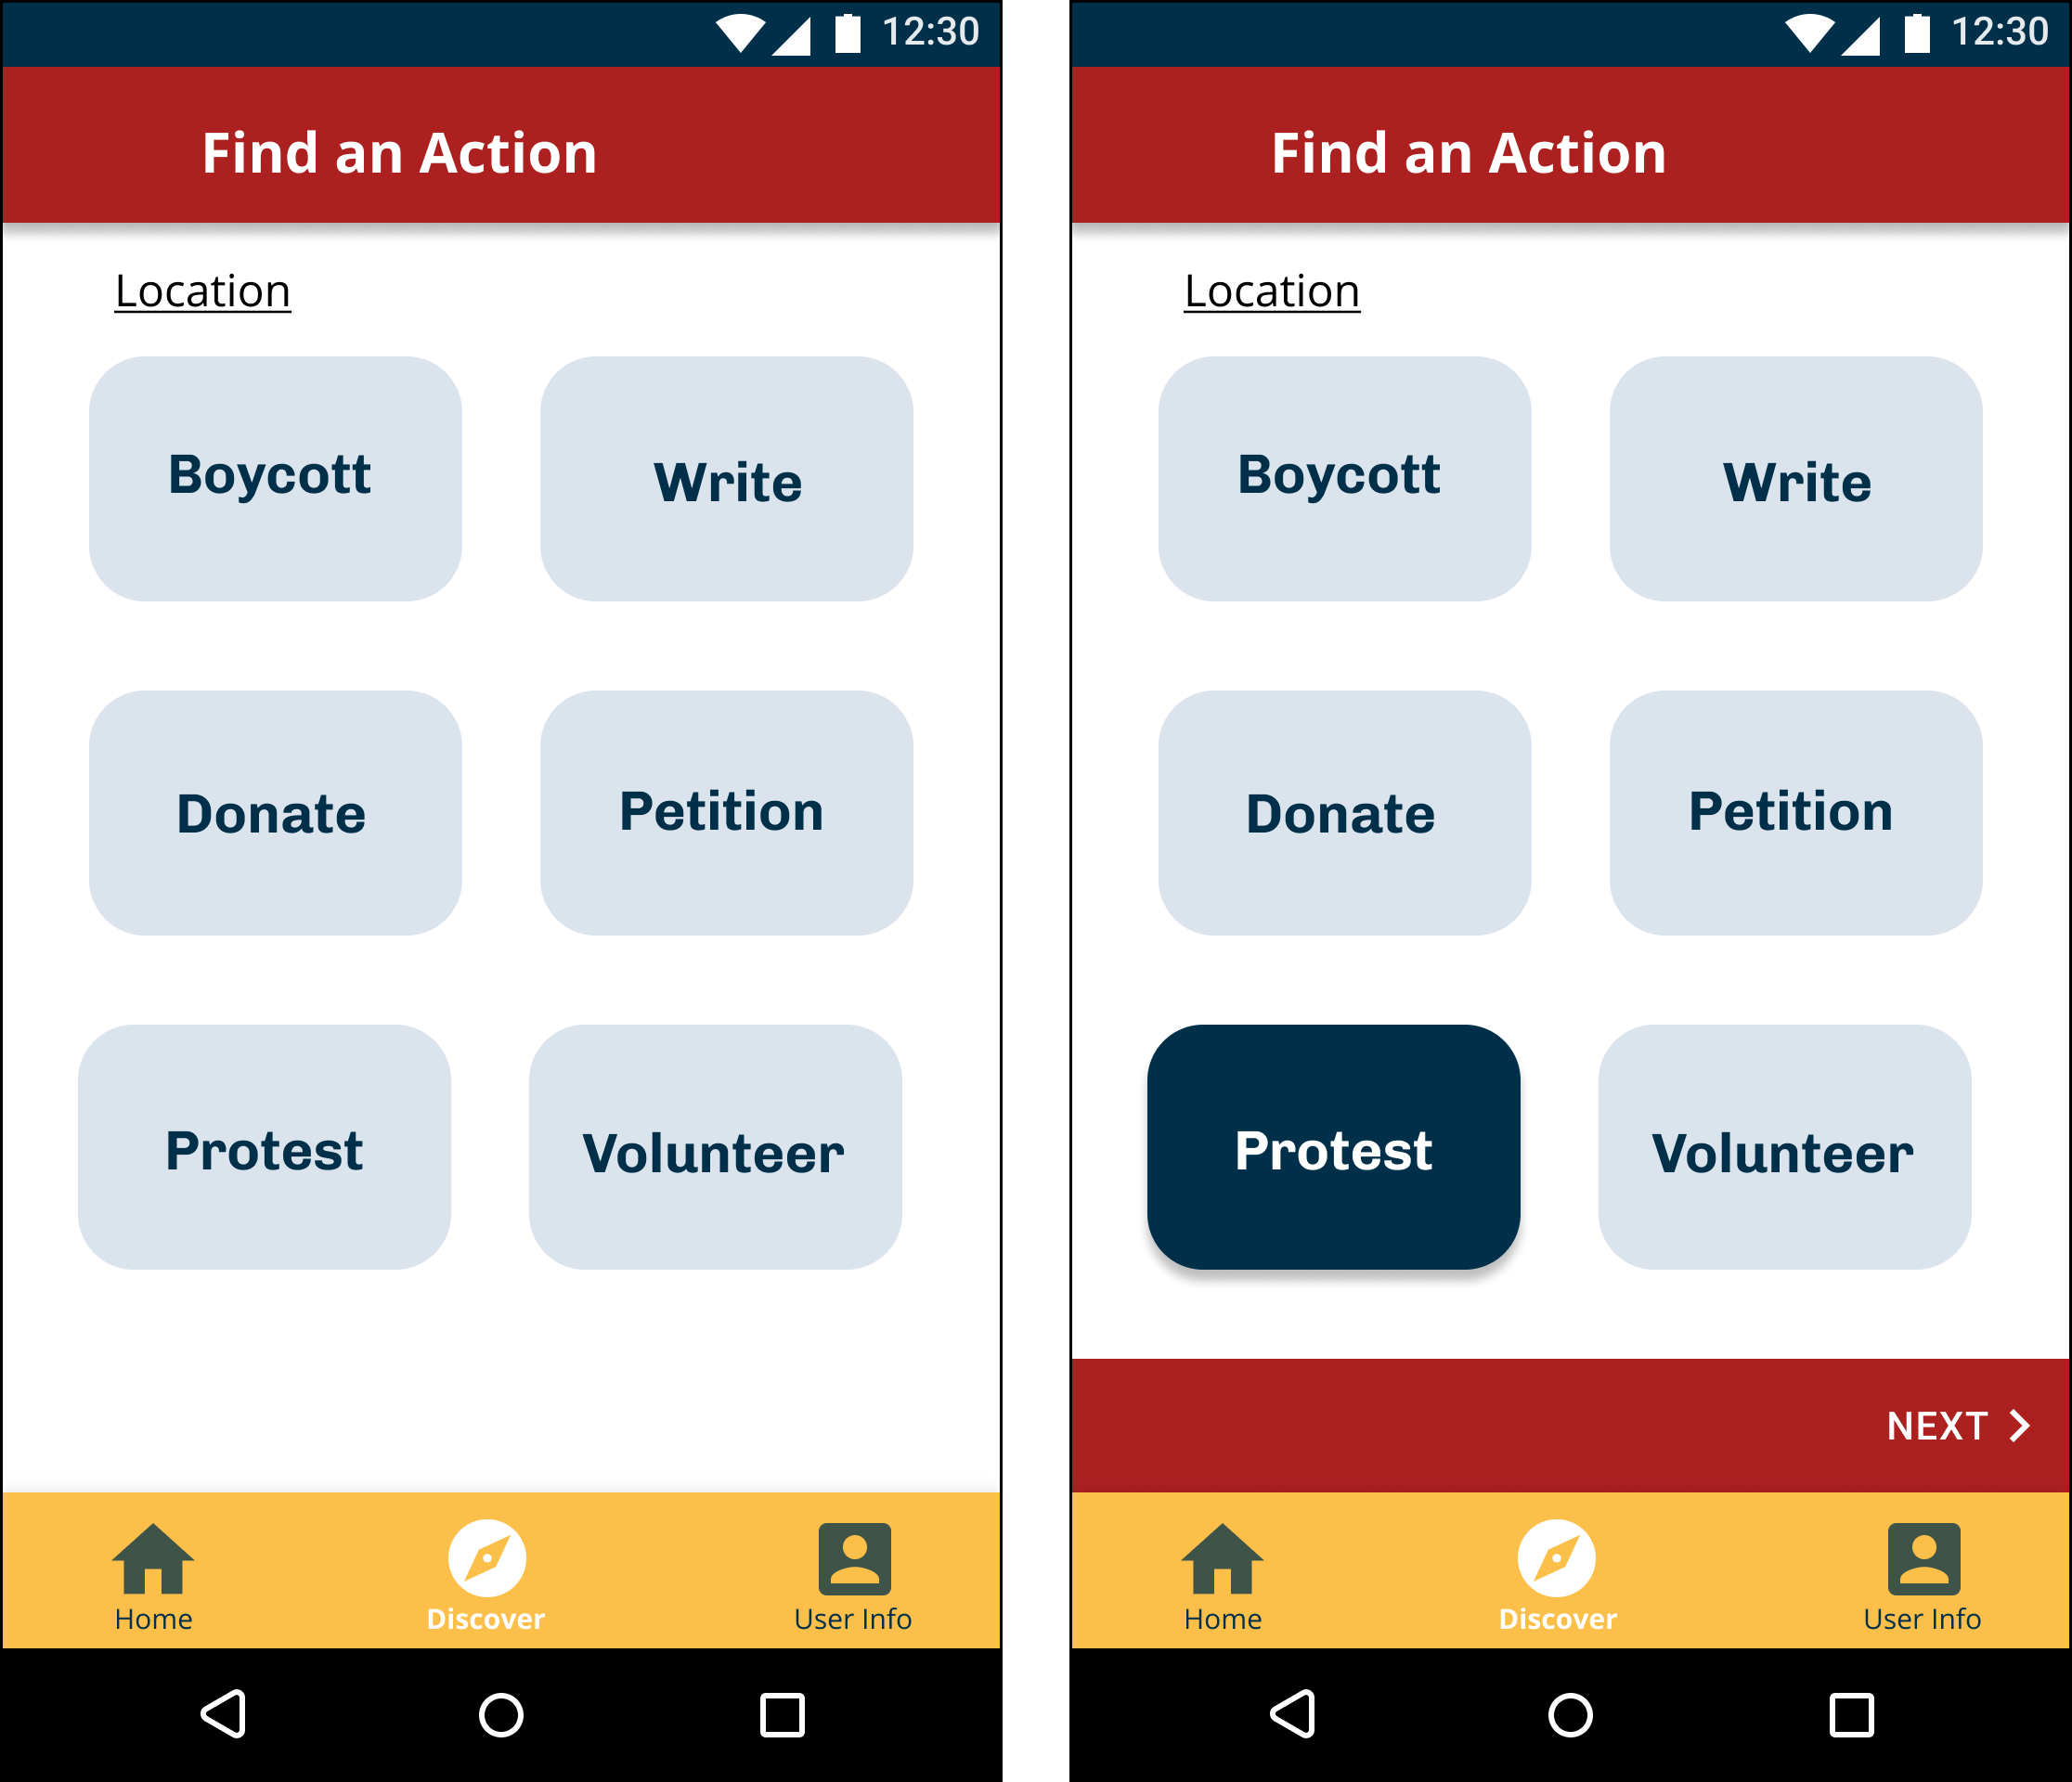 12:30
Find an Action
Location
Boycott Write
Donate Petition
Protest Volunteer
Home Discover User Info
12:30
Find an Action
Location
Boycott Write
Donate Petition
Protest Volunteer
NEXT
Home Discover User Info